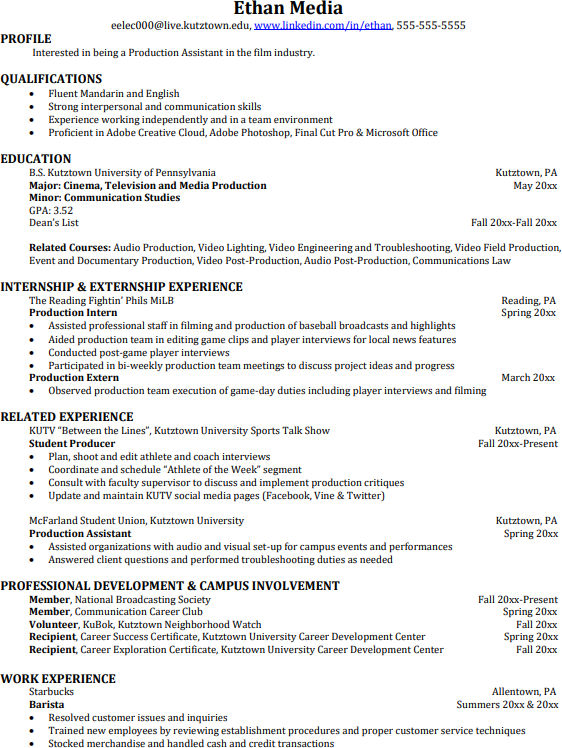 Ethan Media
eelec000@live.kutztown.edu, www.linkedin.com/in/ethan, 555-555-5555
PROFILE
Interested in being a Production Assistant in the film industry.
QUALIFICATIONS
• Fluent Mandarin and English
• Strong interpersonal and communication skills
• Experience working independently and in a team environment
• Proficient in Adobe Creative Cloud, Adobe Photoshop, Final Cut Pro & Microsoft Office
EDUCATION
B.S. Kutztown University of Pennsylvania Kutztown, PA
Major: Cinema, Television and Media Production May 20xx
Minor: Communication Studies
GPA: 3.52
Dean's List Fall 20xx-Fall 20xx
Related Courses: Audio Production, Video Lighting, Video Engineering and Troubleshooting, Video Field Production,
Event and Documentary Production, Video Post-Production, Audio Post-Production, Communications Law
INTERNSHIP & EXTERNSHIP EXPERIENCE
The Reading Fightin' Phils MiLB Reading, PA
Production Intern Spring 20xx
• Assisted professional staff in filming and production of baseball broadcasts and highlights
• Aided production team in editing game clips and player interviews for local news features
• Conducted post-game player interviews
• Participated in bi-weekly production team meetings to discuss project ideas and progress
Production Extern March 20xx
• Observed production team execution of game-day duties including player interviews and filming
RELATED EXPERIENCE
KUTV "Between the Lines", Kutztown University Sports Talk Show Kutztown, PA
Student Producer Fall 20xx-Present
• Plan, shoot and edit athlete and coach interviews
• Coordinate and schedule "Athlete of the Week" segment
• Consult with faculty supervisor to discuss and implement production critiques
• Update and maintain KUTV social media pages (Facebook, Vine & Twitter)
McFarland Student Union, Kutztown University Kutztown, PA
Production Assistant Spring 20xx
• Assisted organizations with audio and visual set-up for campus events and performances
• Answered client questions and performed troubleshooting duties as needed
PROFESSIONAL DEVELOPMENT & CAMPUS INVOLVEMENT
Member, National Broadcasting Society Fall 20xx-Present
Member, Communication Career Club Spring 20xx
Volunteer, KuBok, Kutztown Neighborhood Watch Fall 20xx
Recipient, Career Success Certificate, Kutztown University Career Development Center Spring 20xx
Recipient, Career Exploration Certificate, Kutztown University Career Development Center Fall 20xx
WORK EXPERIENCE
Starbucks Allentown, PA
Barista Summers 20xx & 20xx
• Resolved customer issues and inquiries
• Trained new employees by reviewing establishment procedures and proper customer service techniques
• Stocked merchandise and handled cash and credit transactions